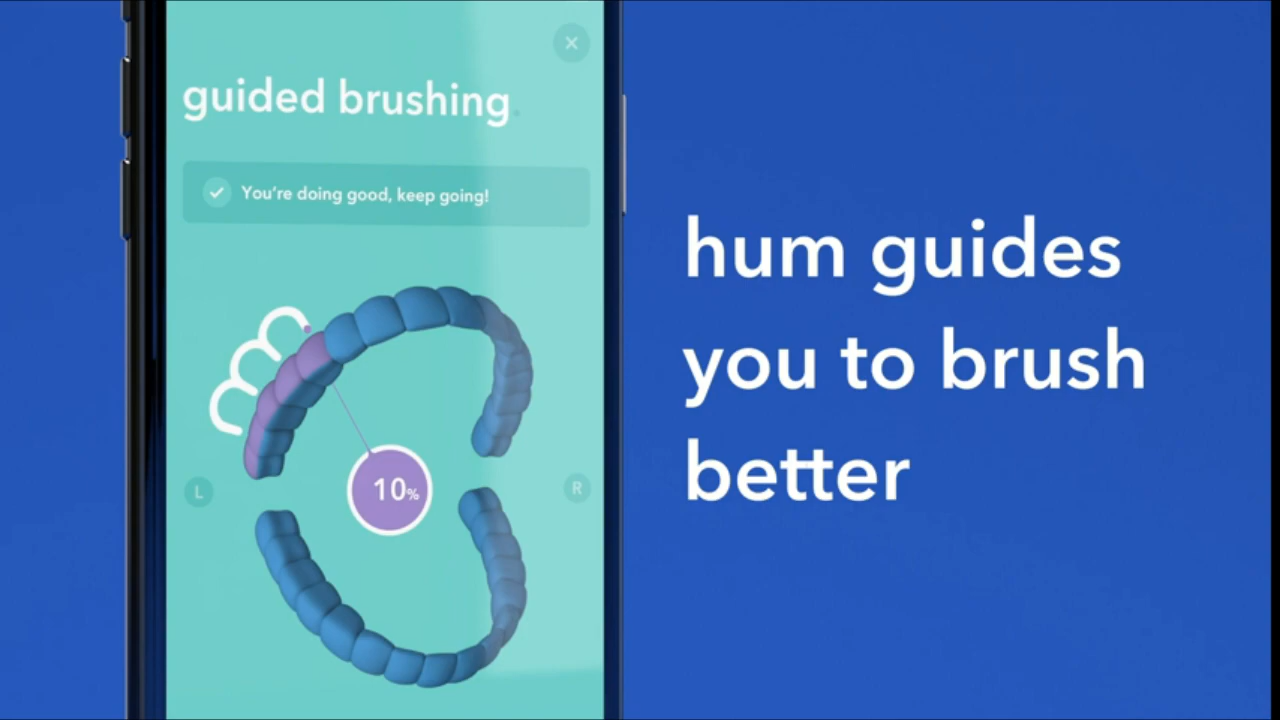 guided brushing.
You're doing good, keep going!
L
R
10%
hum guides
you to brush
better